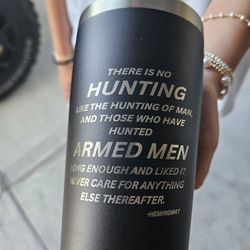 THERE IS NO
HUNTING
LIKE THE HUNTING OF MAN,
AND THOSE WHO HAVE
HUNTED
ARMED MEN
LONG ENOUGH AND LIKED IT,
NEVER CARE FOR ANYTHING
ELSE THEREAFTER.
-HEMINGWAY